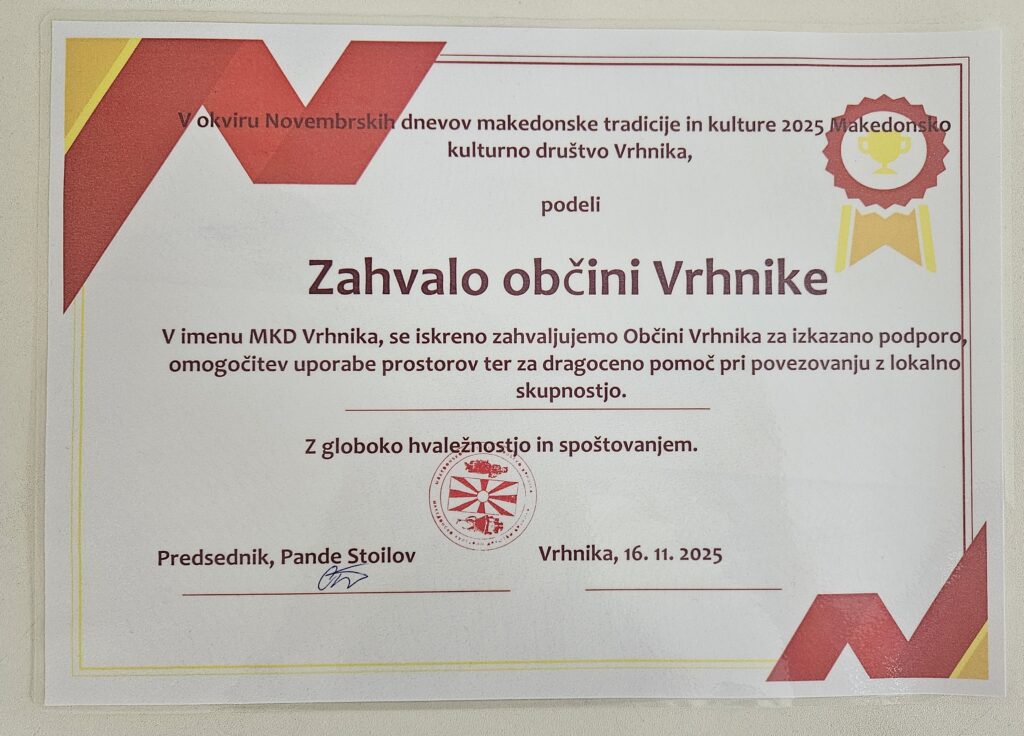 V okviru Novembrskih dnevov makedonske tradicije in kulture 2025 Makedonsko
kulturno društvo Vrhnika,
podeli
Zahvalo občini Vrhnike
V imenu MKD Vrhnika, se iskreno zahvaljujemo Občini Vrhnika za izkazano podporo,
omogočitev uporabe prostorov ter za dragoceno pomoč pri povezovanju z lokalno
skupnostjo.
Z globoko hvaležnostjo in spoštovanjem.
Predsednik, Pande Stoilov
Vrhnika, 16. 11. 2025